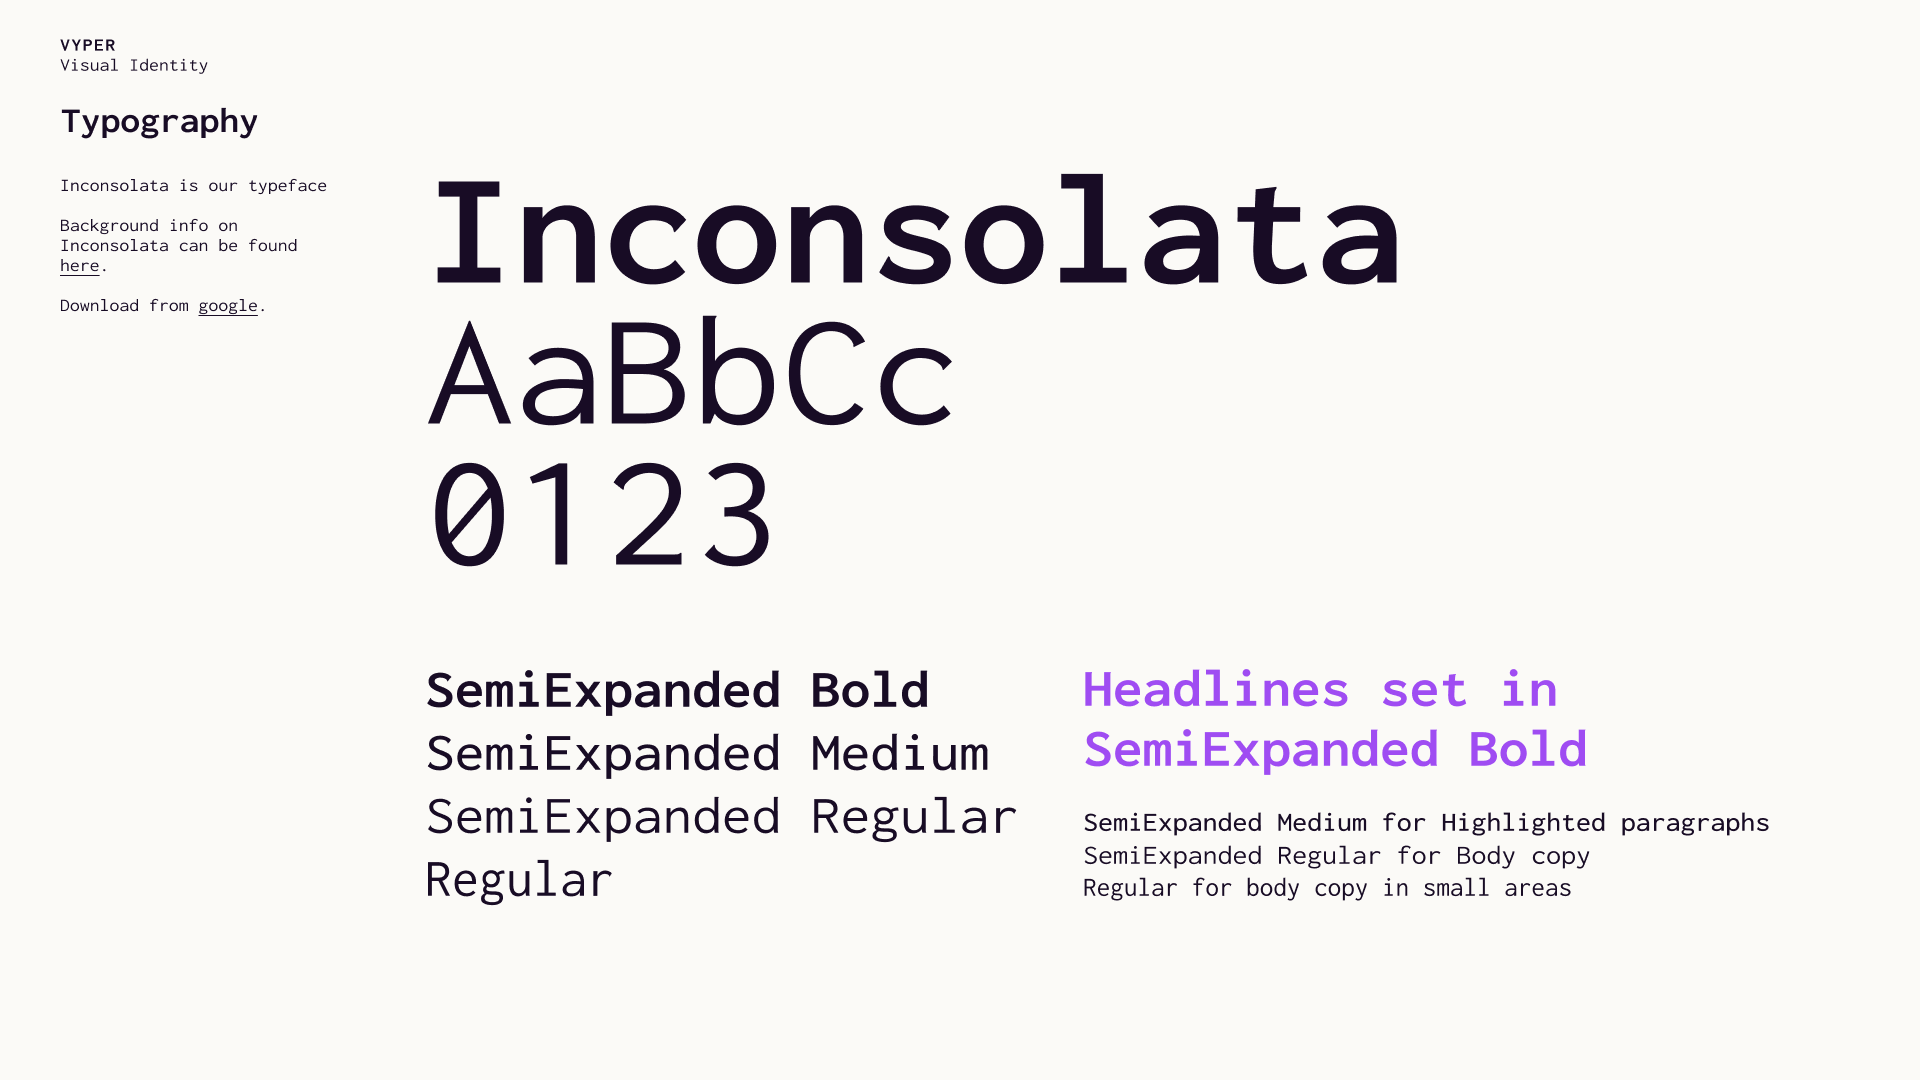 VYPER
Visual Identity
Typography
Inconsolata is our typeface
Background info on
Inconsolata can be found
here.
Download from google.
Inconsolata
AaBbCc
0123
SemiExpanded Bold
SemiExpanded Medium
SemiExpanded Regular
Regular
Headlines set in
SemiExpanded Bold
SemiExpanded Medium for Highlighted paragraphs
SemiExpanded Regular for Body copy
Regular for body copy in small areas